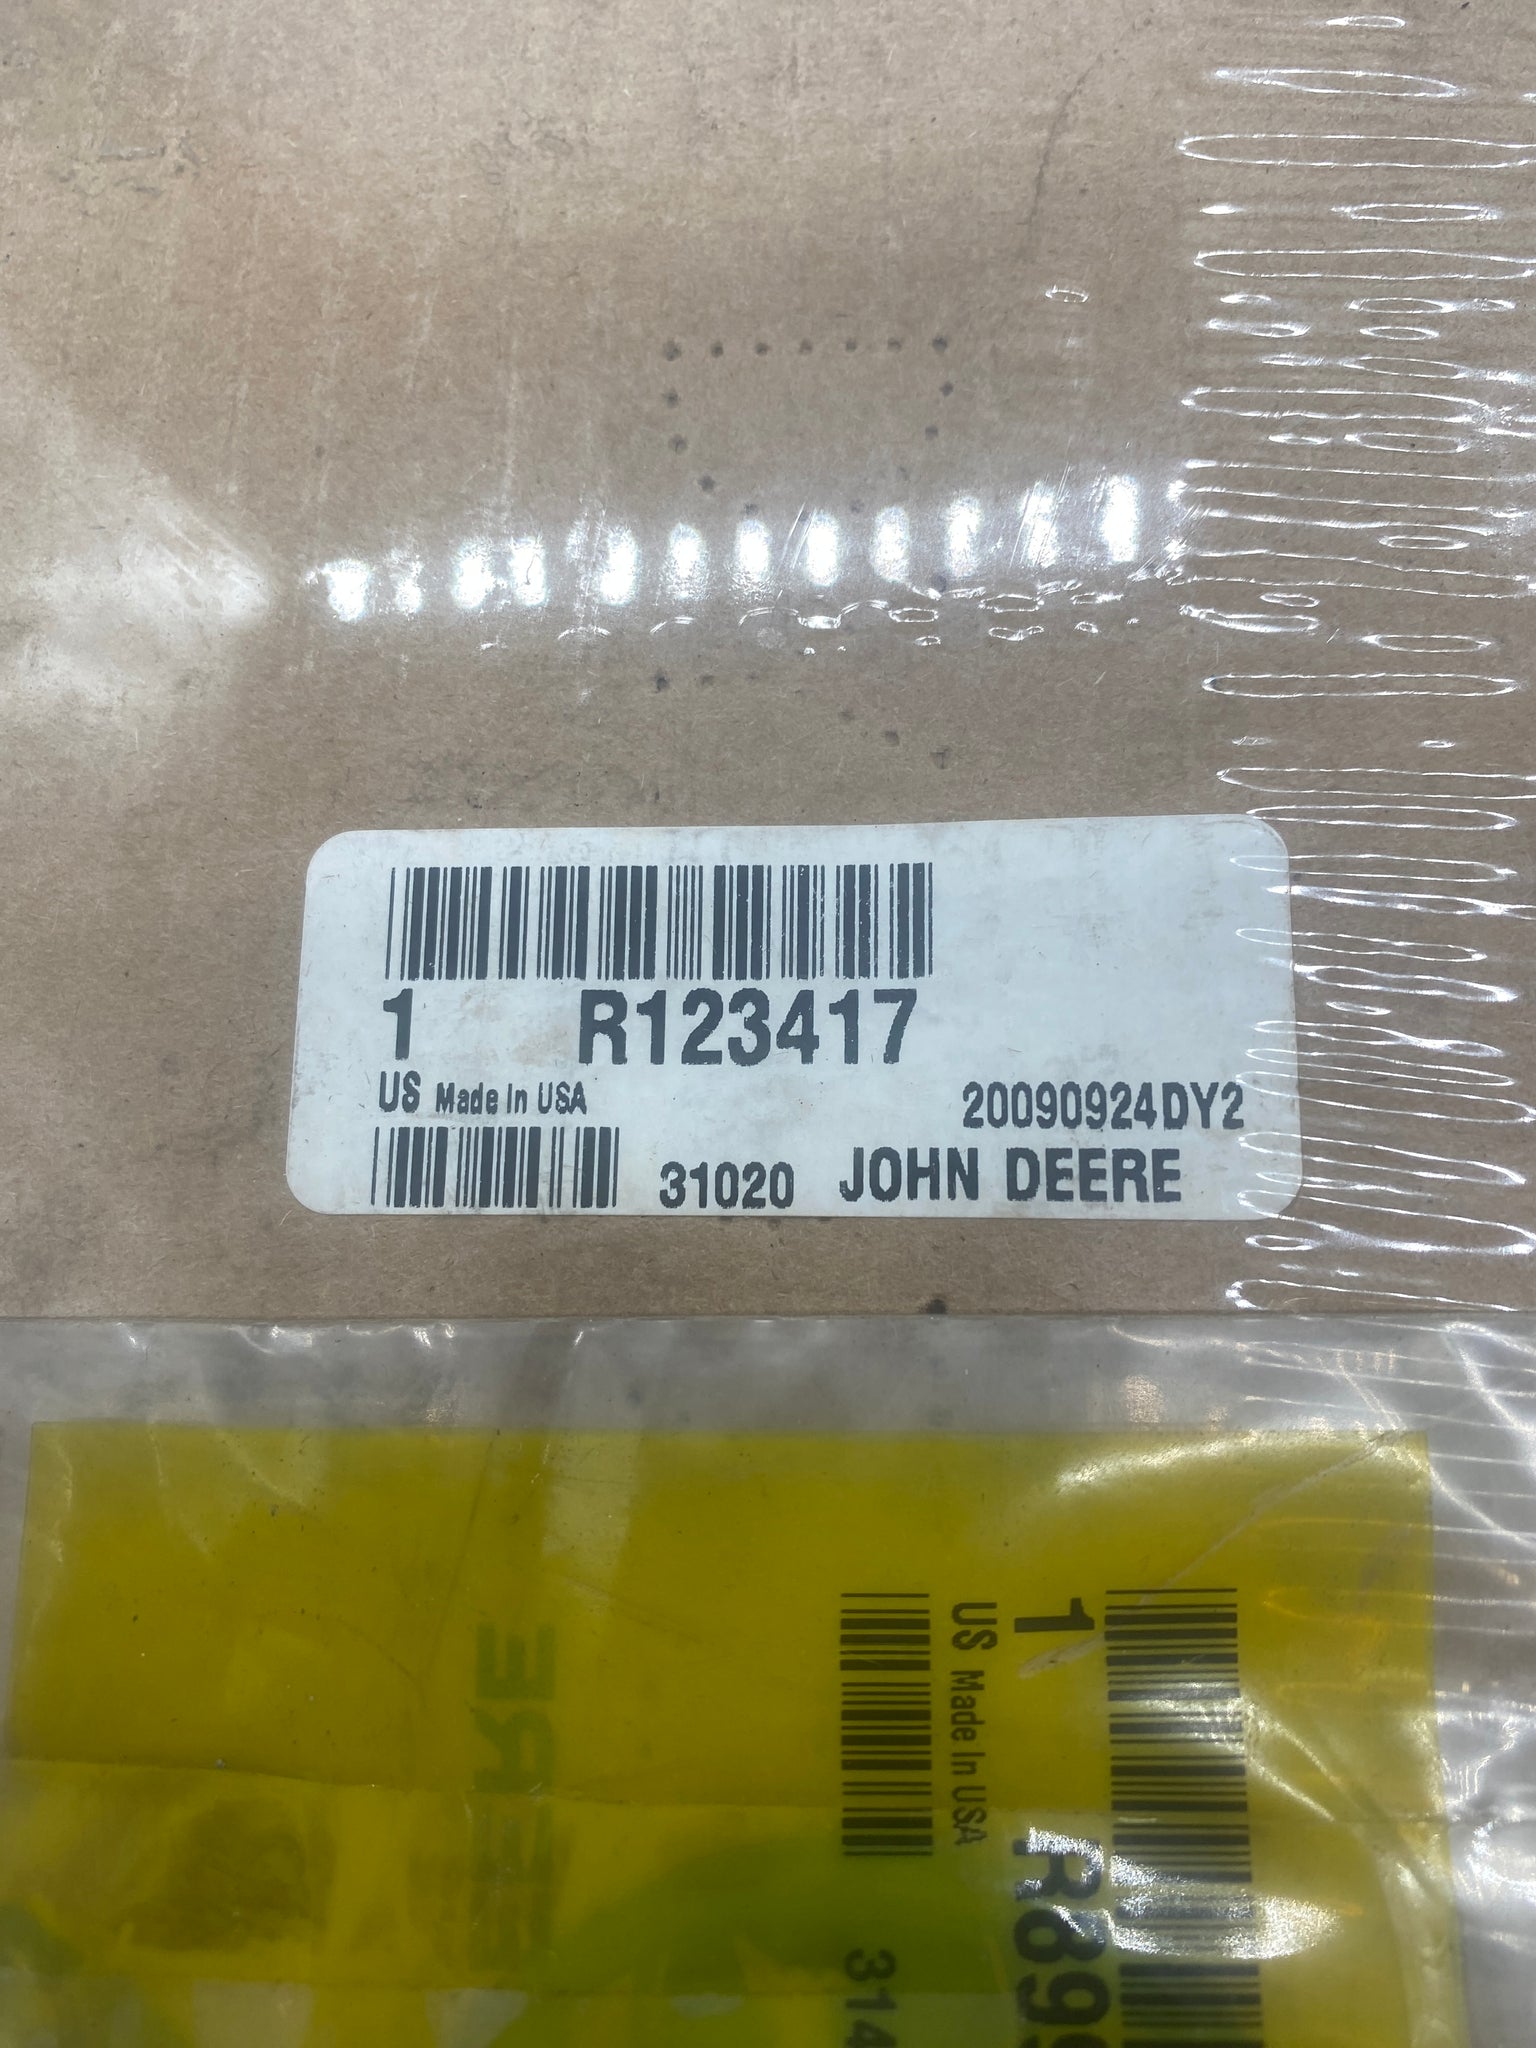 1 R123417
US Made In USA
20090924DY2
31020 JOHN DEERE
1
US Made In USA